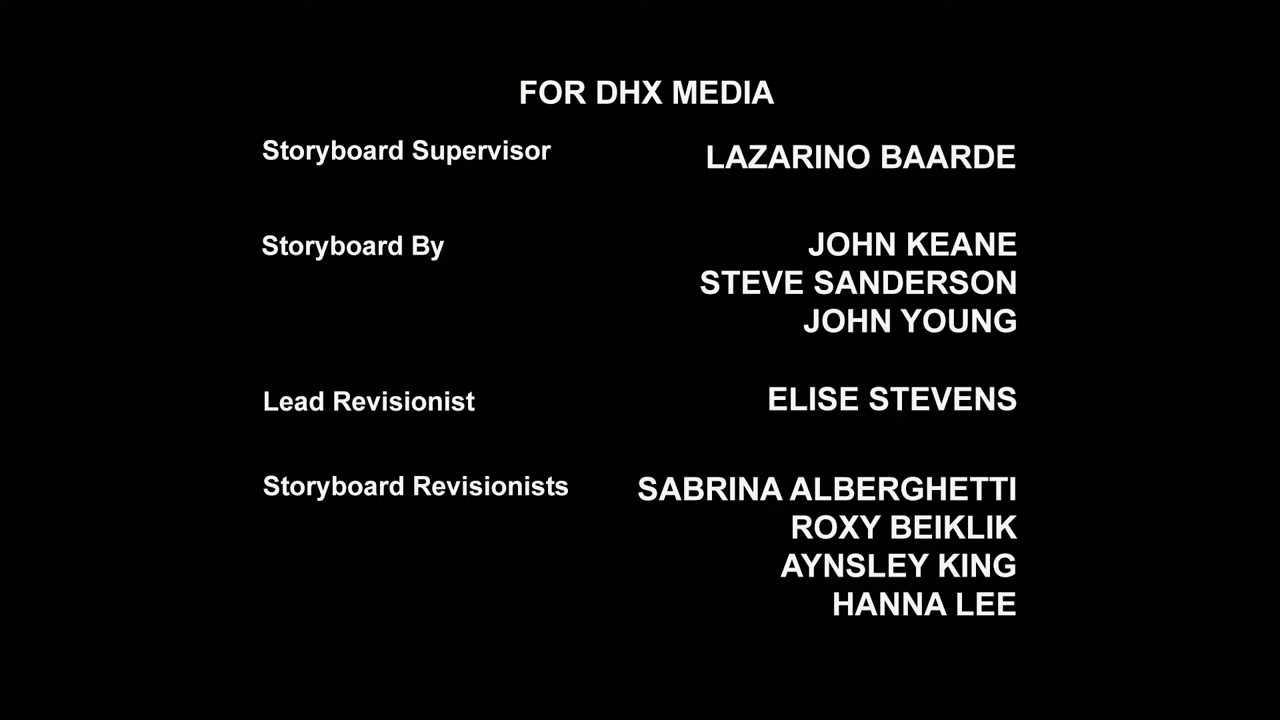 FOR DHX MEDIA
Storyboard Supervisor LAZARINO BAARDE
Storyboard By JOHN KEANE
STEVE SANDERSON
JOHN YOUNG
Lead Revisionist ELISE STEVENS
Storyboard Revisionists SABRINA ALBERGHETTI
ROXY BEIKLIK
AYNSLEY KING
HANNA LEE